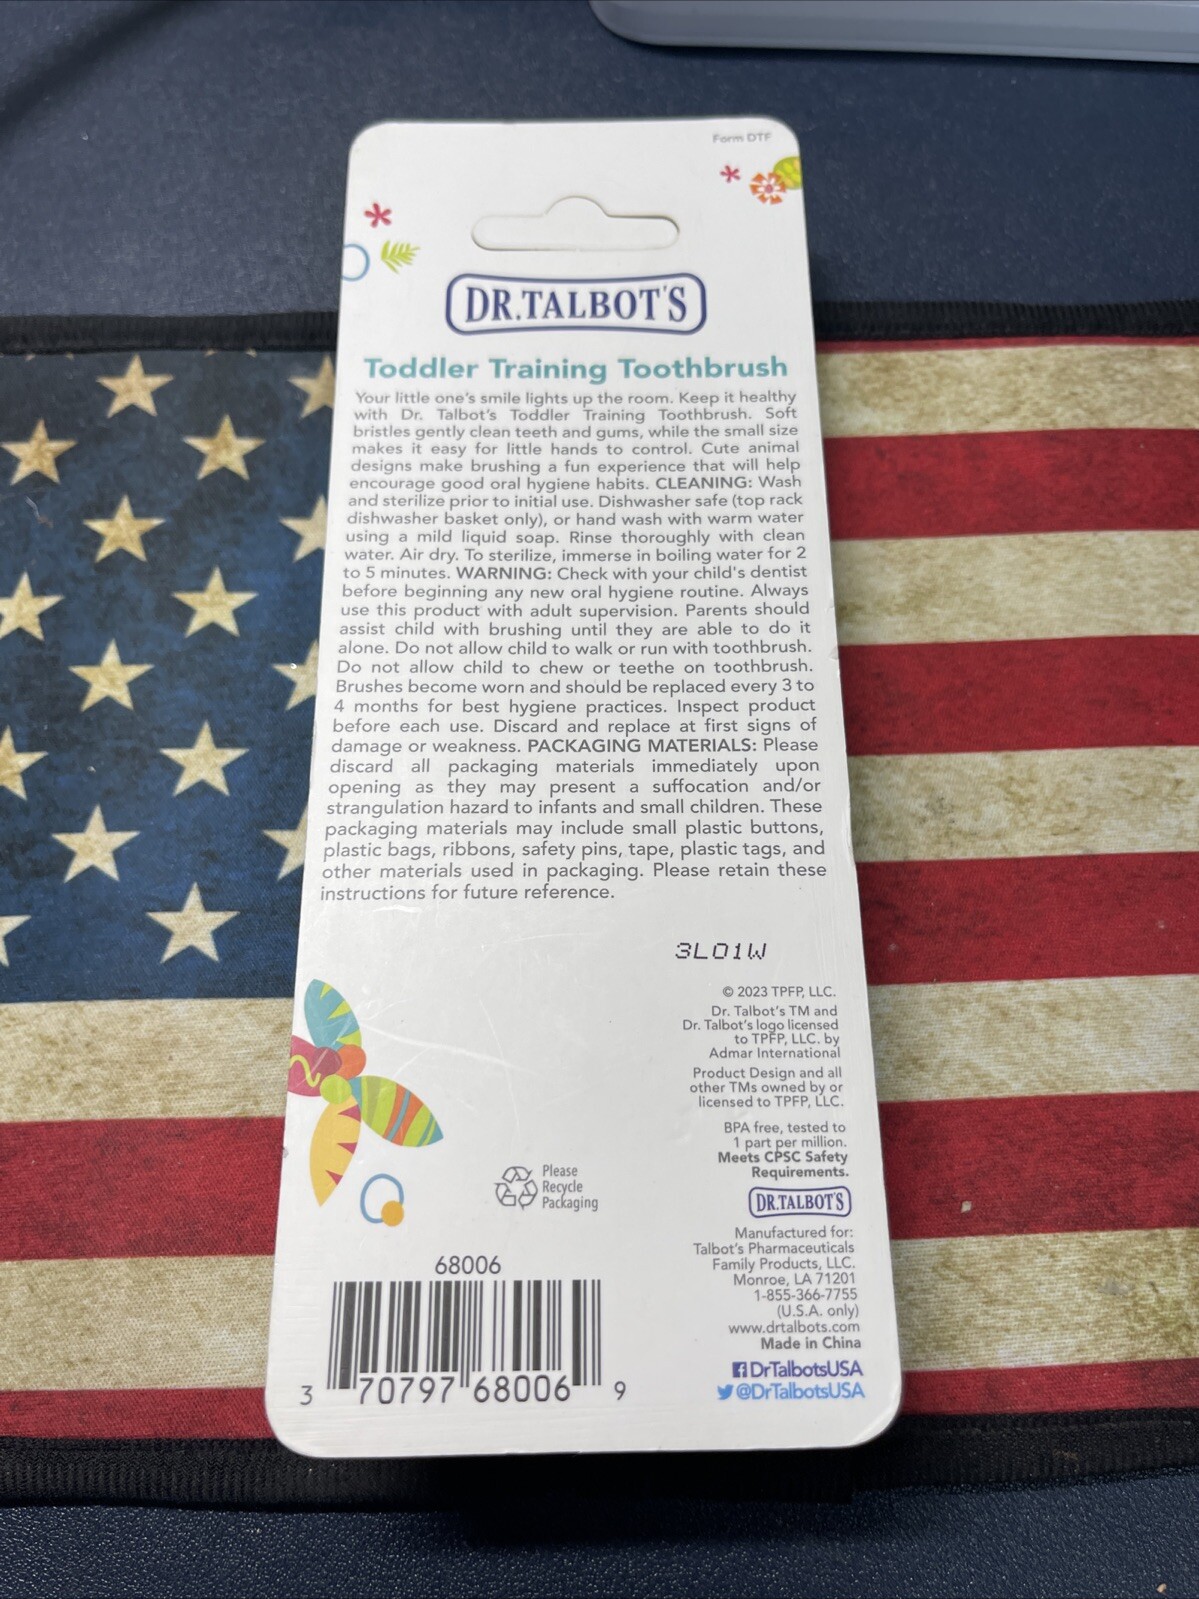 Form DTF
DR.TALBOT'S
Toddler Training Toothbrush
Your little one's smile lights up the room. Keep it healthy
with Dr. Talbot's Toddler Training Toothbrush. Soft
bristles gently clean teeth and gums, while the small size
makes it easy for little hands to control. Cute animal
designs make brushing a fun experience that will help
encourage good oral hygiene habits. CLEANING: Wash
and sterilize prior to initial use. Dishwasher safe (top rack
dishwasher basket only), or hand wash with warm water
using a mild liquid soap. Rinse thoroughly with clean
water. Air dry. To sterilize, immerse in boiling water for 2
to 5 minutes. WARNING: Check with your child's dentist
before beginning any new oral hygiene routine. Always
use this product with adult supervision. Parents should
assist child with brushing until they are able to do it
alone. Do not allow child to walk or run with toothbrush.
Do not allow child to chew or teethe on toothbrush.
Brushes become worn and should be replaced every 3 to
4 months for best hygiene practices. Inspect product
before each use. Discard and replace at first signs of
damage or weakness. PACKAGING MATERIALS: Please
discard all packaging materials immediately upon
opening as they may present a suffocation and/or
strangulation hazard to infants and small children. These
packaging materials may include small plastic buttons,
plastic bags, ribbons, safety pins, tape, plastic tags, and
other materials used in packaging. Please retain these
instructions for future reference.
3L01W
© 2023 TPFP, LLC.
Dr. Talbot's TM and
Dr. Talbot's logo licensed
to TPFP, LLC. by
Admar International
Product Design and all
other TMs owned by or
licensed to TPFP, LLC.
BPA free, tested to
1 part per million.
Meets CPSC Safety
Requirements.
Please
Recycle
Packaging
DR.TALBOT'S
Manufactured for:
Talbot's Pharmaceuticals
Family Products, LLC.
Monroe, LA 71201
1-855-366-7755
(U.S.A. only)
www.drtalbots.com
Made in China
DrTalbotsUSA
@DrTalbotsUSA
68006
3 70797 68006 9